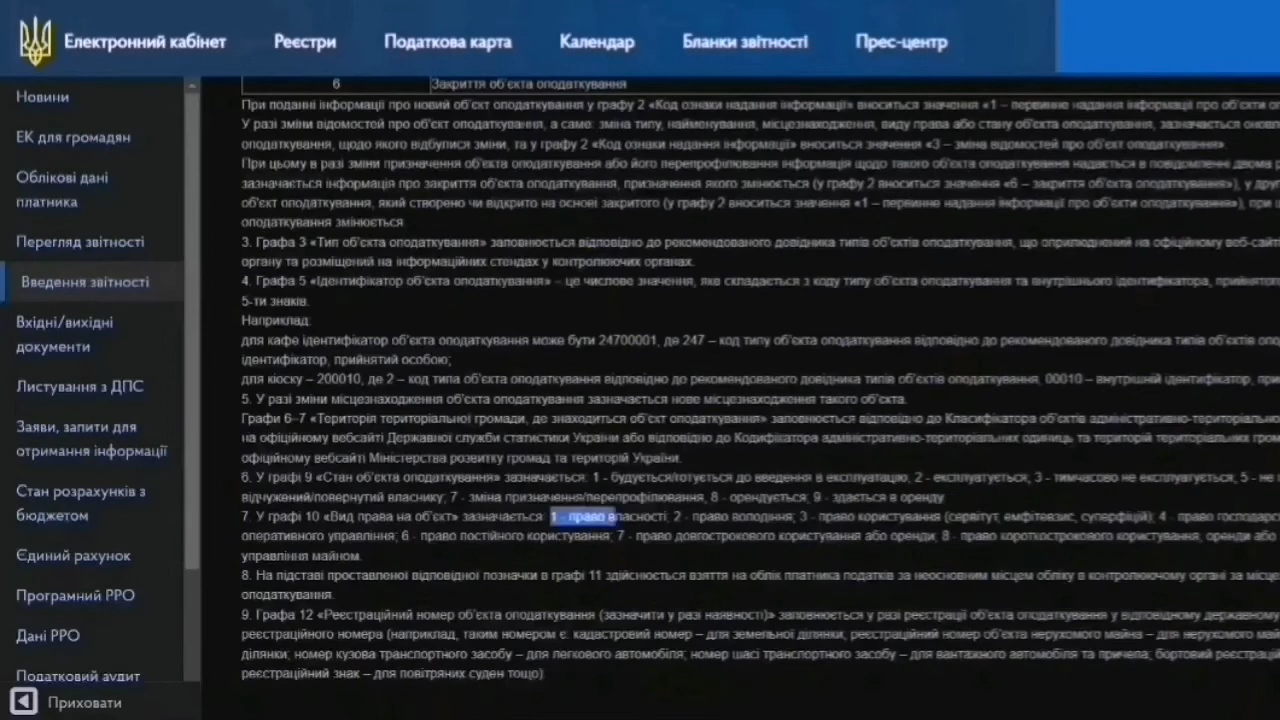 Електронний кабінет
Реєстри
Податкова карта
Календар
Бланки звітності
Прес-центр
Новини
ЕК для громадян
Облікові дані
платника
Перегляд звітності
Введення звітності
Вхідні/вихідні
документи
Листування з ДПС
Заяви, запити для
отримання інформації
Стан розрахунків з
бюджетом
Єдиний рахунок
Програмний РРО
Дані РРО
Податковий аудит
Приховати
6 Закриття об'єкта оподаткування
При поданні інформації про новий об'єкт оподаткування у графу 2 «Код ознаки надання інформації» вноситься значення «1 – первинне надання інформації про об'єкти
У разі зміни відомостей про об'єкт оподаткування, а саме: зміна типу, найменування, місцезнаходження, виду права або стану об'єкта оподаткування, зазначається
оподаткування, щодо якого відбулися зміни, та у графу 2 «Код ознаки надання інформації» вноситься значення «3 – зміна відомостей про об'єкт оподаткування».
При цьому в разі зміни призначення об'єкта оподаткування або його перепрофілювання інформація щодо такого об'єкта оподаткування надається в повідомленні двома
зазначається інформація про закриття об'єкта оподаткування, призначення якого змінюється (у графу 2 вноситься значення «6 – закриття об'єкта оподаткування»), у
об'єкт оподаткування, який створено чи відкрито на основі закритого (у графу 2 вноситься значення «1 – первинне надання інформації про об'єкти оподаткування»), при
оподаткування змінюється
3. Графа 3 «Тип об'єкта оподаткування» заповнюється відповідно до рекомендованого довідника типів об'єктів оподаткування, що оприлюднений на офіційному
органу та розміщений на інформаційних стендах у контролюючих органах.
4. Графа 5 «Ідентифікатор об'єкта оподаткування» - це числове значення, яке складається з коду типу об'єкта оподаткування та внутрішнього ідентифікатора,
5-ти знаків.
Наприклад:
для кафе ідентифікатор об'єкта оподаткування може бути 24700001, де 247 – код типу об'єкта оподаткування відповідно до рекомендованого довідника типів об'єктів
ідентифікатор, прийнятий особою;
для кіоску – 200010, де 2 – код типа об'єкта оподаткування відповідно до рекомендованого довідника типів об'єктів оподаткування, 00010 – внутрішній ідентифікатор,
5. У разі зміни місцезнаходження об'єкта оподаткування зазначається нове місцезнаходження такого об'єкта.
Графи 6–7 «Територія територіальної громади, де знаходиться об'єкт оподаткування» заповнюється відповідно до Класифікатора об'єктів
на офіційному вебсайті Державної служби статистики України або відповідно до Кодифікатора адміністративно-територіальних одиниць та територій територіальних
офіційному вебсайті Міністерства розвитку громад та територій України.
6. У графі 9 «Стан об'єкта оподаткування» зазначається: 1 - будується/готується до введення в експлуатацію, 2 - експлуатується; 3 - тимчасово не експлуатується, 5 - не
відчужений/повернутий власнику; 7 - зміна призначення/перепрофілювання, 8 - орендується; 9 - здається в оренду
7. У графі 10 «Вид права на об'єкт» зазначається: 1 - право власності; 2 - право володіння; 3 - право користування (сервітут, емфітевзис, суперфіцій); 4 - право
оперативного управління; 6 - право постійного користування; 7 - право довгострокового користування або оренди; 8 - право короткострокового користування, оренди або
управління майном.
8. На підставі проставленої відповідної позначки в графі 11 здійснюється взяття на облік платника податків за неосновним місцем обліку в контролюючому органі за
оподаткування.
9. Графа 12 «Реєстраційний номер об'єкта оподаткування (зазначити у разі наявності)» заповнюється у разі реєстрації об'єкта оподаткування у відповідному державному
реєстраційного номера (наприклад, таким номером є: кадастровий номер – для земельної ділянки; реєстраційний номер об'єкта нерухомого майна – для нерухомого
ділянки; номер кузова транспортного засобу – для легкового автомобіля; номер шасі транспортного засобу – для вантажного автомобіля та причепа; бортовий
реєстраційний знак – для повітряних суден тощо)